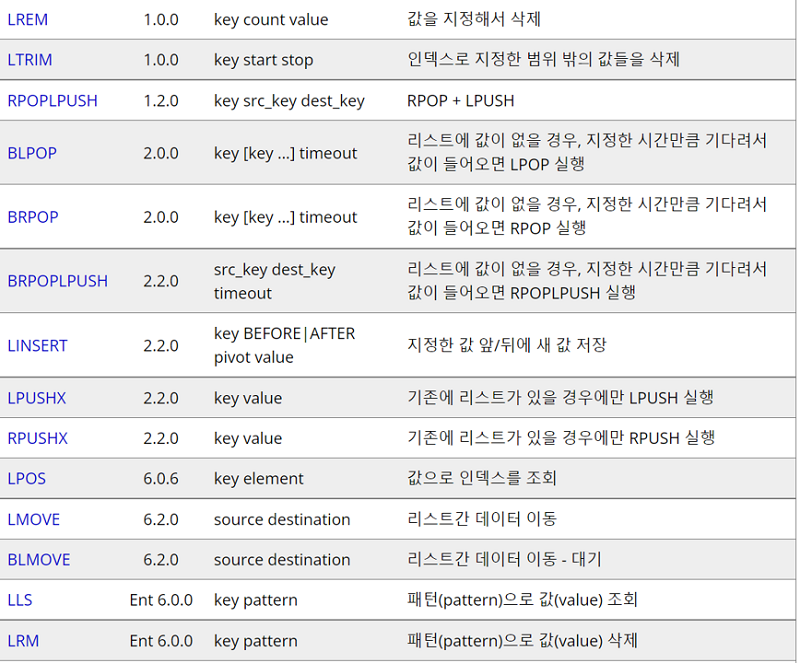 LREM 1.0.0 key count value 값을 지정해서 삭제
LTRIM 1.0.0 key start stop 인덱스로 지정한 범위 밖의 값들을 삭제
RPOPLPUSH 1.2.0 key src_key dest_key RPOP + LPUSH
BLPOP 2.0.0 key [key ...] timeout 리스트에 값이 없을 경우, 지정한 시간만큼 기다려서
값이 들어오면 LPOP 실행
BRPOP 2.0.0 key [key ...] timeout 리스트에 값이 없을 경우, 지정한 시간만큼 기다려서
값이 들어오면 RPOP 실행
BRPOPLPUSH 2.2.0 src_key dest_key 리스트에 값이 없을 경우, 지정한 시간만큼 기다려서
timeout 값이 들어오면 RPOPLPUSH 실행
LINSERT 2.2.0 key BEFORE|AFTER 지정한 값 앞/뒤에 새 값 저장
pivot value
LPUSHX 2.2.0 key value 기존에 리스트가 있을 경우에만 LPUSH 실행
RPUSHX 2.2.0 key value 기존에 리스트가 있을 경우에만 RPUSH 실행
LPOS 6.0.6 key element 값으로 인덱스를 조회
LMOVE 6.2.0 source destination 리스트간 데이터 이동
BLMOVE 6.2.0 source destination 리스트간 데이터 이동 - 대기
LLS Ent 6.0.0 key pattern 패턴(pattern)으로 값(value) 조회
LRM Ent 6.0.0 key pattern 패턴(pattern)으로 값(value) 삭제